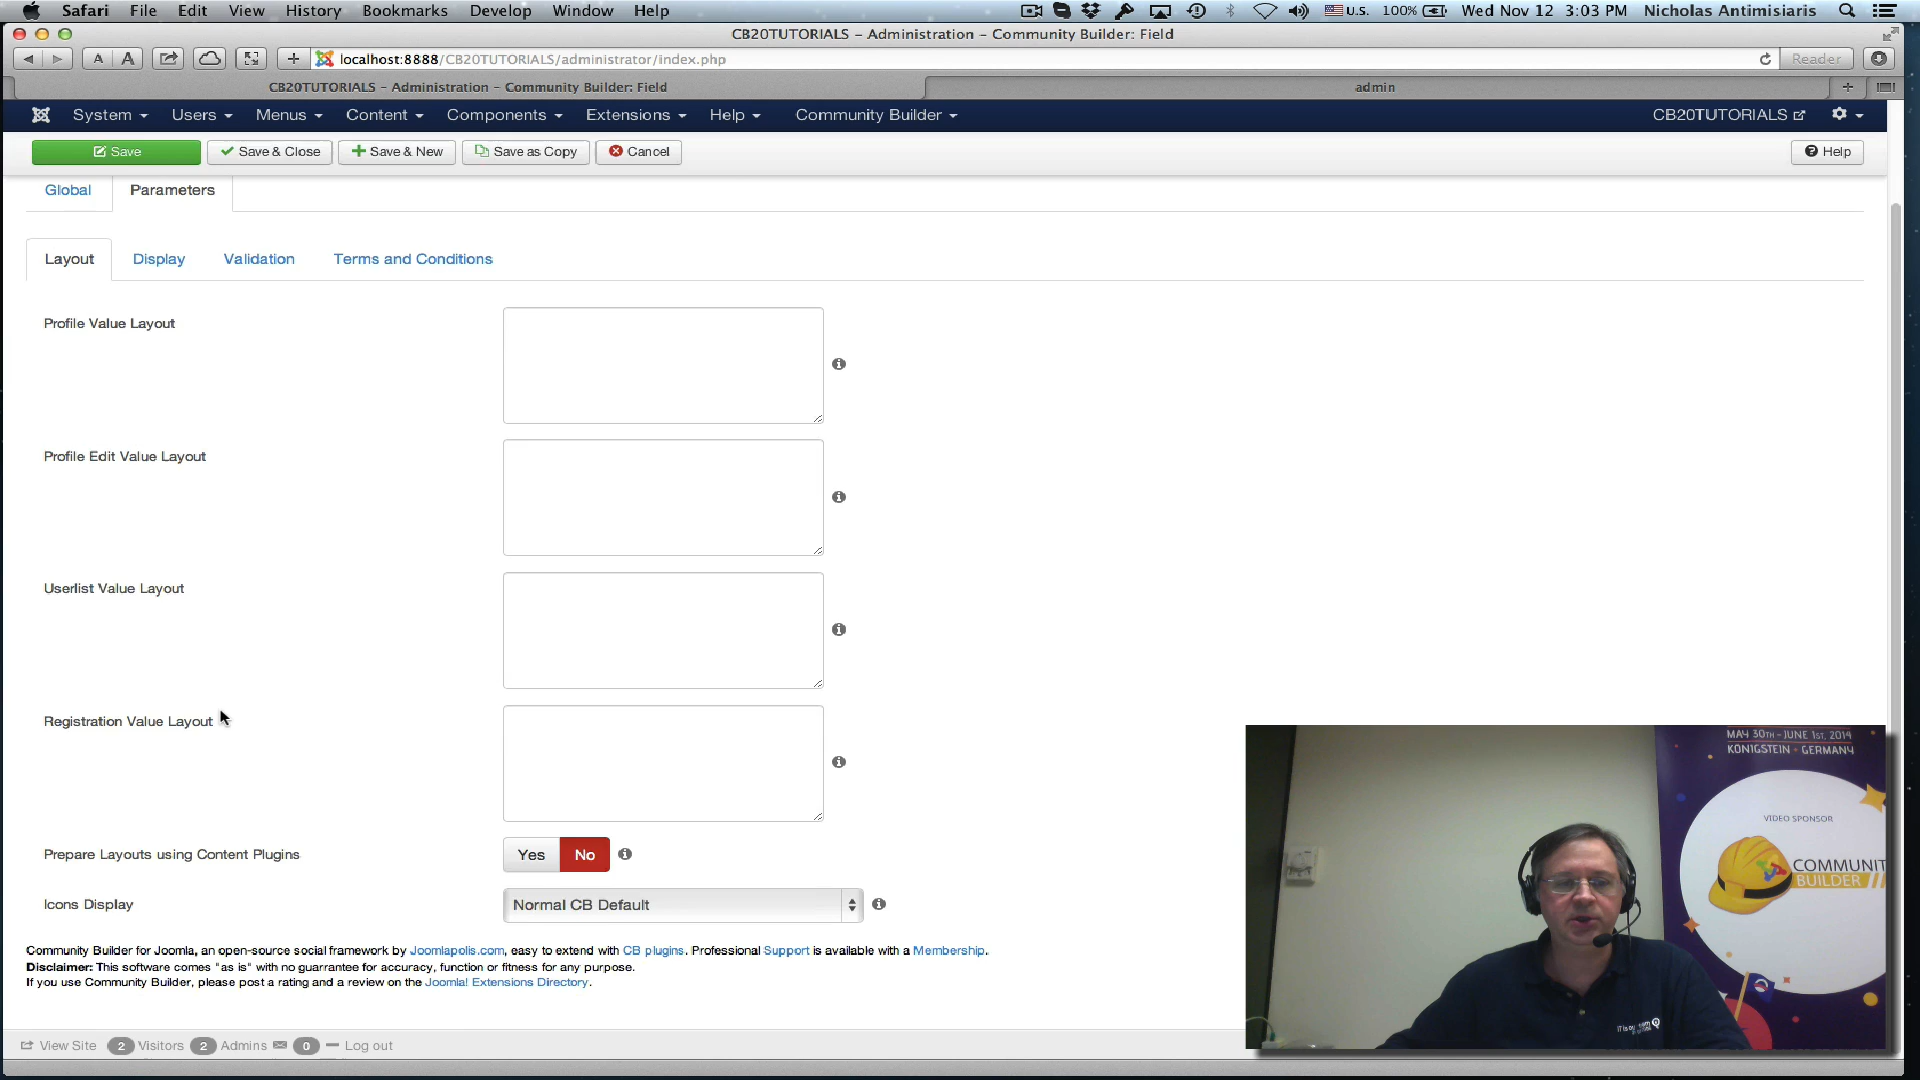 Safari File Edit View History Bookmarks Develop Window Help U.S. 100% Wed Nov 12 3:03 PM Nicholas Antimisiaris
CB20TUTORIALS – Administration – Community Builder: Field
A A + localhost:8888/CB20TUTORIALS/administrator/index.php Reader
CB20TUTORIALS – Administration – Community Builder: Field admin +
System Users Menus Content Components Extensions Help Community Builder CB20TUTORIALS
Save Save & Close Save & New Save as Copy Cancel Help
Global Parameters
Layout Display Validation Terms and Conditions
Profile Value Layout
Profile Edit Value Layout
Userlist Value Layout
Registration Value Layout
Prepare Layouts using Content Plugins Yes No
Icons Display Normal CB Default
Community Builder for Joomla, an open-source social framework by Joomlapolis.com, easy to extend with CB plugins. Professional Support is available with a Membership.
Disclaimer: This software comes "as is" with no guarrantee for accuracy, function or fitness for any purpose.
If you use Community Builder, please post a rating and a review on the Joomla! Extensions Directory.
View Site 2 Visitors 2 Admins 0 Log out
MAY 30TH - JUNE 1ST, 2014
KÖNIGSTEIN - GERMANY
VIDEO SPONSOR
COMMUNIT
BUILDER